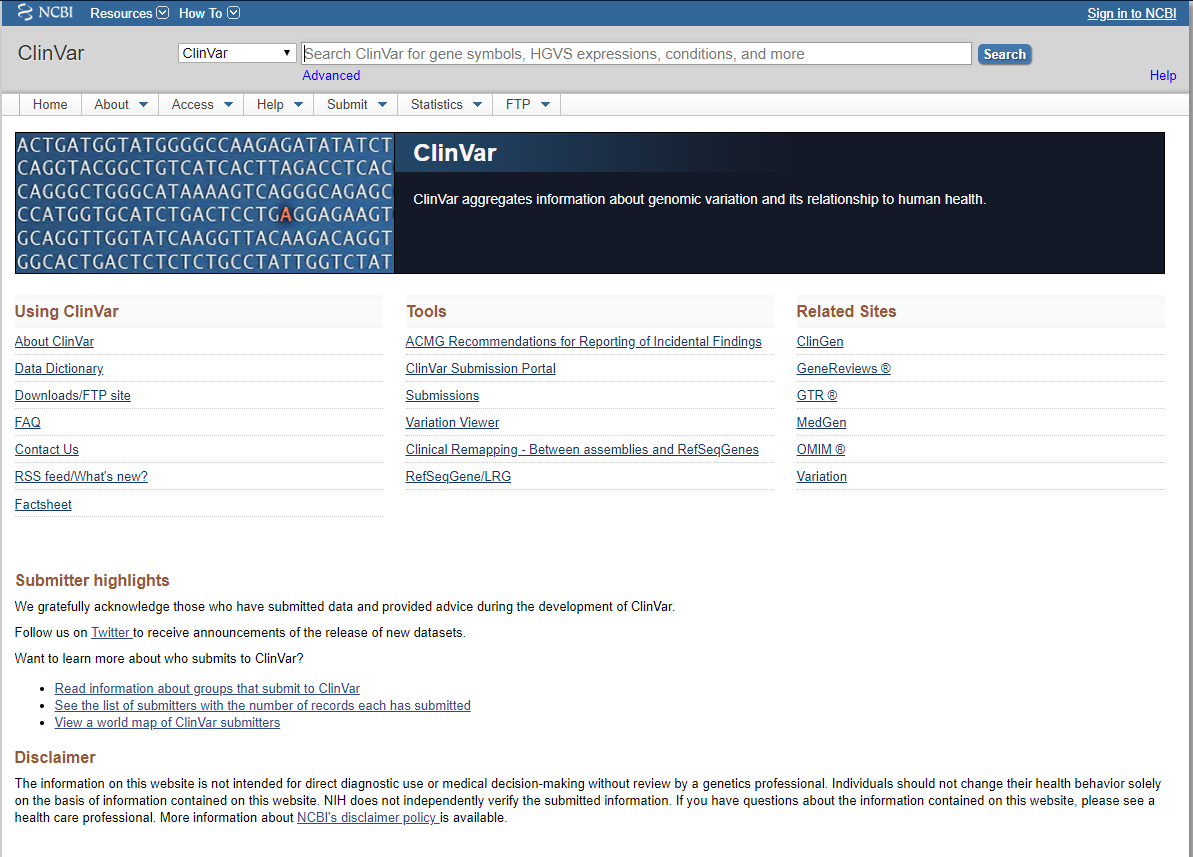 NCBI Resources How To Sign in to NCBI
ClinVar ClinVar Search ClinVar for gene symbols, HGVS expressions, conditions, and more Search
Advanced Help
Home About Access Help Submit Statistics FTP
ACTGATGGTATGGGGCCAAGAGATATATCT
CAGGTACGGCTGTCATCACTTAGACCTCAC
CAGGGCTGGGCATAAAAGTCAGGGCAGAGC
CCATGGTGCATCTGACTCCTGAGGAGAAGT
GCAGGTTGGTATCAAGGTTACAAGACAGGT
GGCACTGACTCTCTCTGCCTATTGGTCTAT
ClinVar
ClinVar aggregates information about genomic variation and its relationship to human health.
Using ClinVar
About ClinVar
Data Dictionary
Downloads/FTP site
FAQ
Contact Us
RSS feed/What's new?
Factsheet
Tools
ACMG Recommendations for Reporting of Incidental Findings
ClinVar Submission Portal
Submissions
Variation Viewer
Clinical Remapping - Between assemblies and RefSeqGenes
RefSeqGene/LRG
Related Sites
ClinGen
GeneReviews ®
GTR ®
MedGen
OMIM ®
Variation
Submitter highlights
We gratefully acknowledge those who have submitted data and provided advice during the development of ClinVar.
Follow us on Twitter to receive announcements of the release of new datasets.
Want to learn more about who submits to ClinVar?
• Read information about groups that submit to ClinVar
• See the list of submitters with the number of records each has submitted
• View a world map of ClinVar submitters
Disclaimer
The information on this website is not intended for direct diagnostic use or medical decision-making without review by a genetics professional. Individuals should not change their health behavior solely
on the basis of information contained on this website. NIH does not independently verify the submitted information. If you have questions about the information contained on this website, please see a
health care professional. More information about NCBI's disclaimer policy is available.